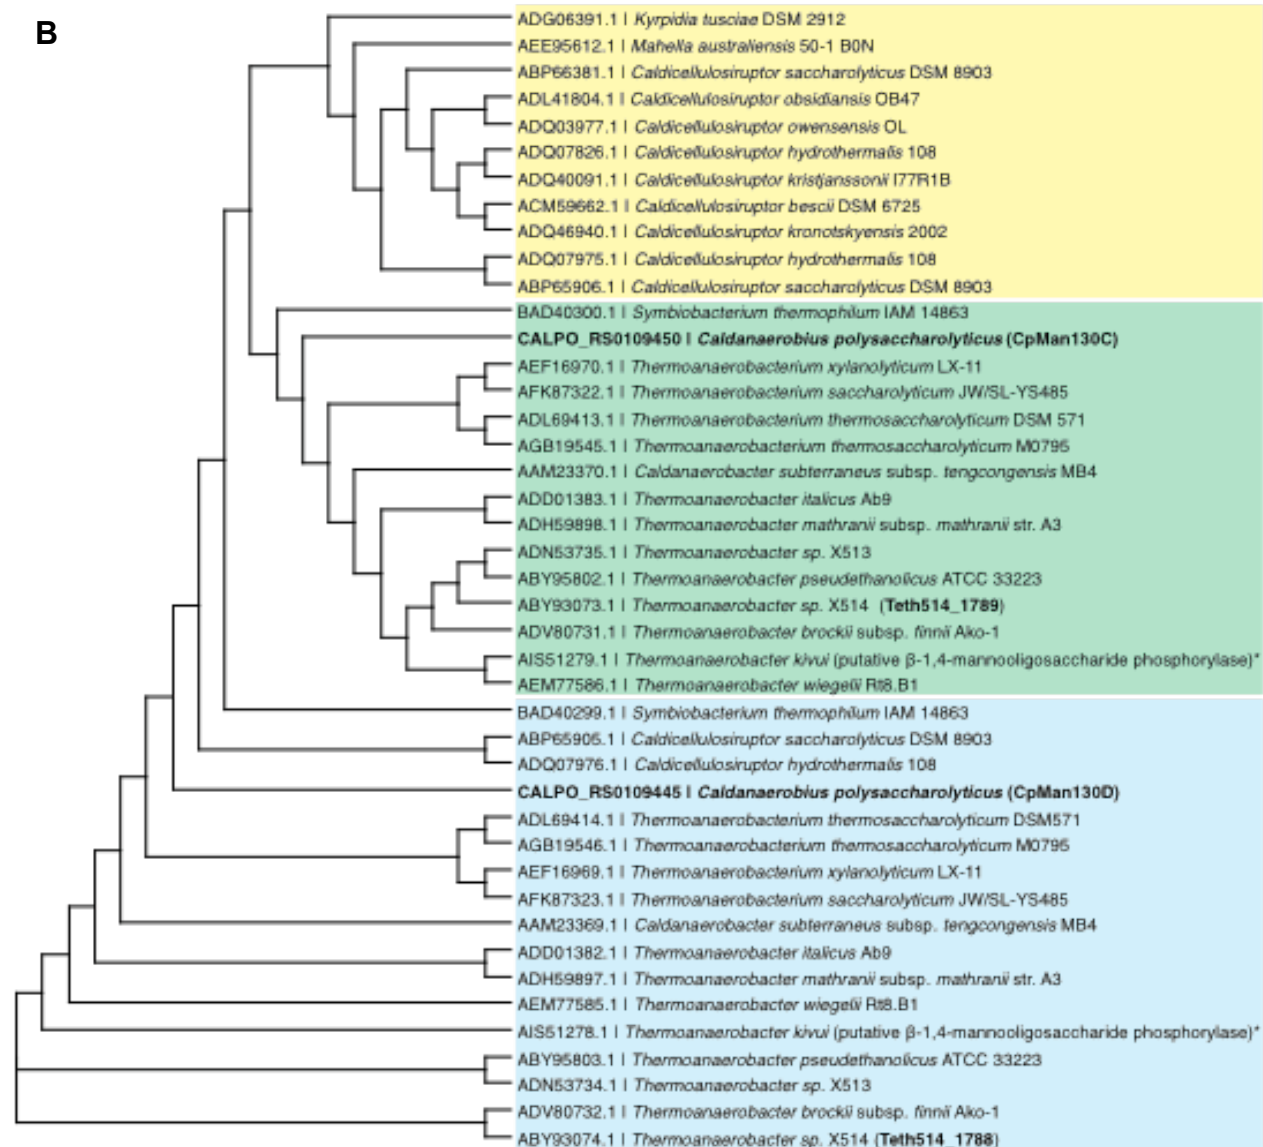 B
ADG06391.1 I Kyrpidia tusciae DSM 2912
AEE95612.1 I Mahella australiensis 50-1 B0N
ABP66381.1 I Caldicellulosiruptor saccharolyticus DSM 8903
ADL41804.1 I Caldicellulosiruptor obsidiansis OB47
ADQ03977.1 I Caldicellulosiruptor owensensis OL
ADQ07826.1 I Caldicellulosiruptor hydrothermalis 108
ADQ40091.1 I Caldicellulosiruptor kristjanssonii I77R1B
ACM59662.1 I Caldicellulosiruptor bescii DSM 6725
ADQ46940.1 I Caldicellulosiruptor kronotskyensis 2002
ADQ07975.1 I Caldicellulosiruptor hydrothermalis 108
ABP65906.1 I Caldicellulosiruptor saccharolyticus DSM 8903
BAD40300.1 I Symbiobacterium thermophilum IAM 14863
CALPO_RS0109450 I Caldanaerobius polysaccharolyticus (CpMan130C)
AEF16970.1 I Thermoanaerobacterium xylanolyticum LX-11
AFK87322.1 I Thermoanaerobacterium saccharolyticum JW/SL-YS485
ADL69413.1 I Thermoanaerobacterium thermosaccharolyticum DSM 571
AGB19545.1 I Thermoanaerobacterium thermosaccharolyticum M0795
AAM23370.1 I Caldanaerobacter subterraneus subsp. tengcongensis MB4
ADD01383.1 I Thermoanaerobacter italicus Ab9
ADH59898.1 I Thermoanaerobacter mathranii subsp. mathranii str. A3
ADN53735.1 I Thermoanaerobacter sp. X513
ABY95802.1 I Thermoanaerobacter pseudethanolicus ATCC 33223
ABY93073.1 I Thermoanaerobacter sp. X514 (Teth514_1789)
ADV80731.1 I Thermoanaerobacter brockii subsp. finnii Ako-1
AIS51279.1 I Thermoanaerobacter kivui (putative β-1,4-mannooligosaccharide phosphorylase)*
AEM77586.1 I Thermoanaerobacter wiegelii Rt8.B1
BAD40299.1 I Symbiobacterium thermophilum IAM 14863
ABP65905.1 I Caldicellulosiruptor saccharolyticus DSM 8903
ADQ07976.1 I Caldicellulosiruptor hydrothermalis 108
CALPO_RS0109445 I Caldanaerobius polysaccharolyticus (CpMan130D)
ADL69414.1 I Thermoanaerobacterium thermosaccharolyticum DSM571
AGB19546.1 I Thermoanaerobacterium thermosaccharolyticum M0795
AEF16969.1 I Thermoanaerobacterium xylanolyticum LX-11
AFK87323.1 I Thermoanaerobacterium saccharolyticum JW/SL-YS485
AAM23369.1 I Caldanaerobacter subterraneus subsp. tengcongensis MB4
ADD01382.1 I Thermoanaerobacter italicus Ab9
ADH59897.1 I Thermoanaerobacter mathranii subsp. mathranii str. A3
AEM77585.1 I Thermoanaerobacter wiegelii Rt8.B1
AIS51278.1 I Thermoanaerobacter kivui (putative β-1,4-mannooligosaccharide phosphorylase)*
ABY95803.1 I Thermoanaerobacter pseudethanolicus ATCC 33223
ADN53734.1 I Thermoanaerobacter sp. X513
ADV80732.1 I Thermoanaerobacter brockii subsp. finnii Ako-1
ABY93074.1 I Thermoanaerobacter sp. X514 (Teth514_1788)